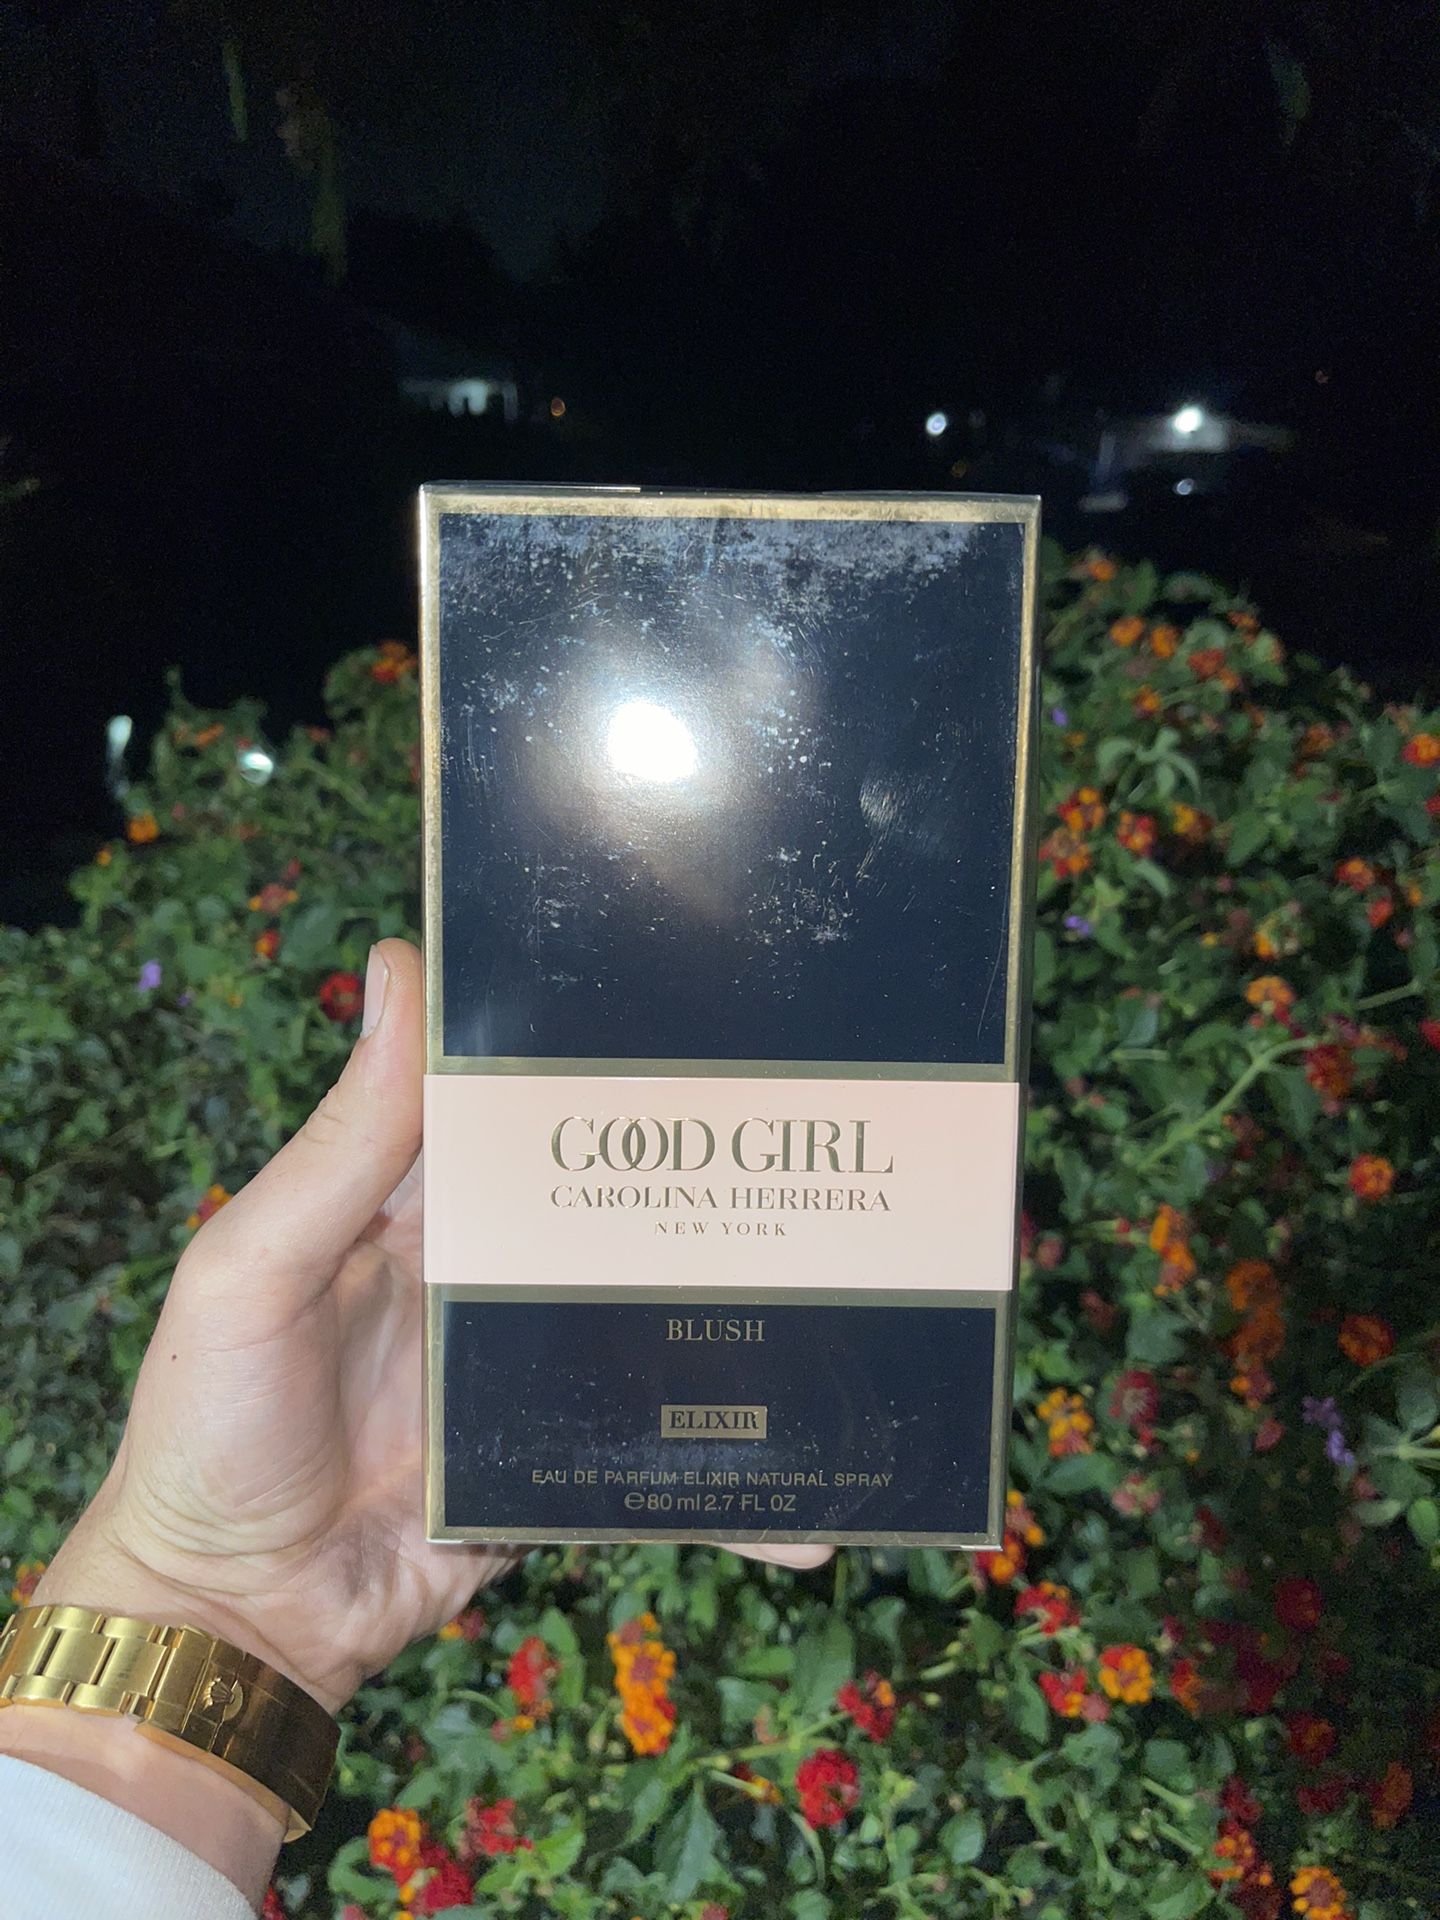 GOOD GIRL
CAROLINA HERRERA
NEW YORK
BLUSH
ELIXIR
EAU DE PARFUM ELIXIR NATURAL SPRAY
℮80 ml 2.7 FL OZ